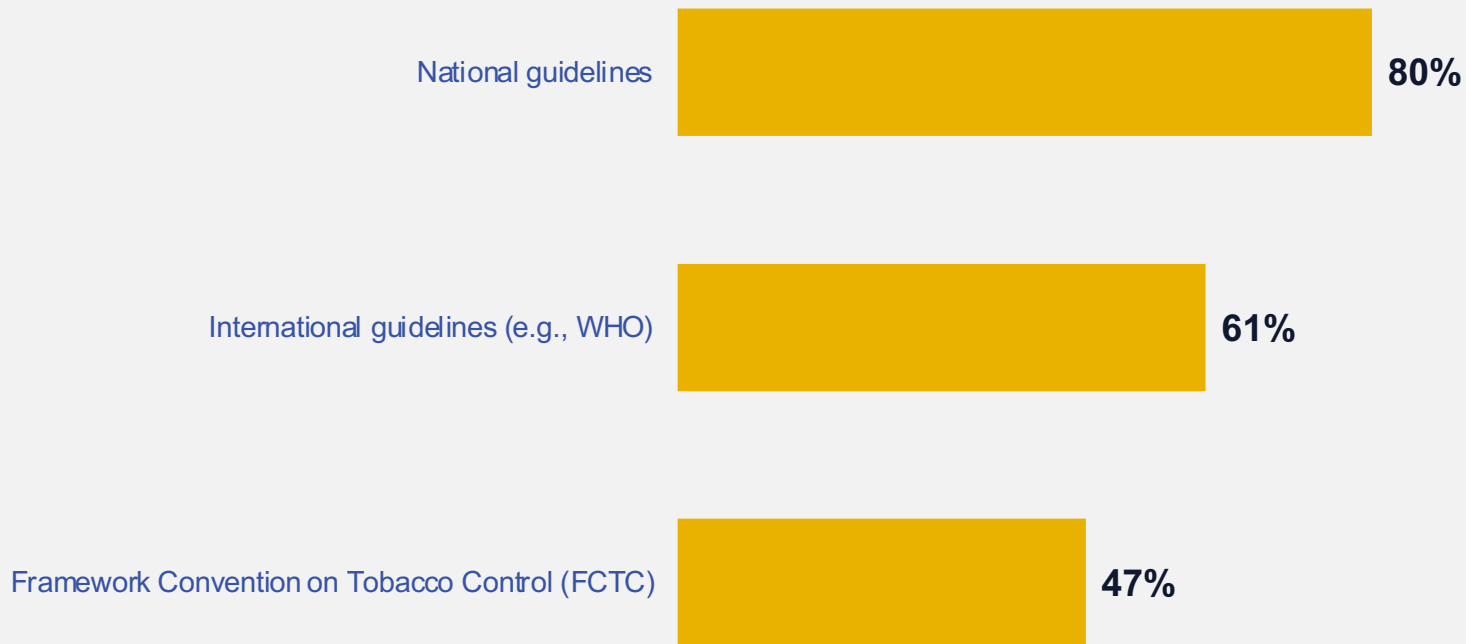 National guidelines
80%
International guidelines (e.g., WHO)
61%
Framework Convention on Tobacco Control (FCTC)
47%